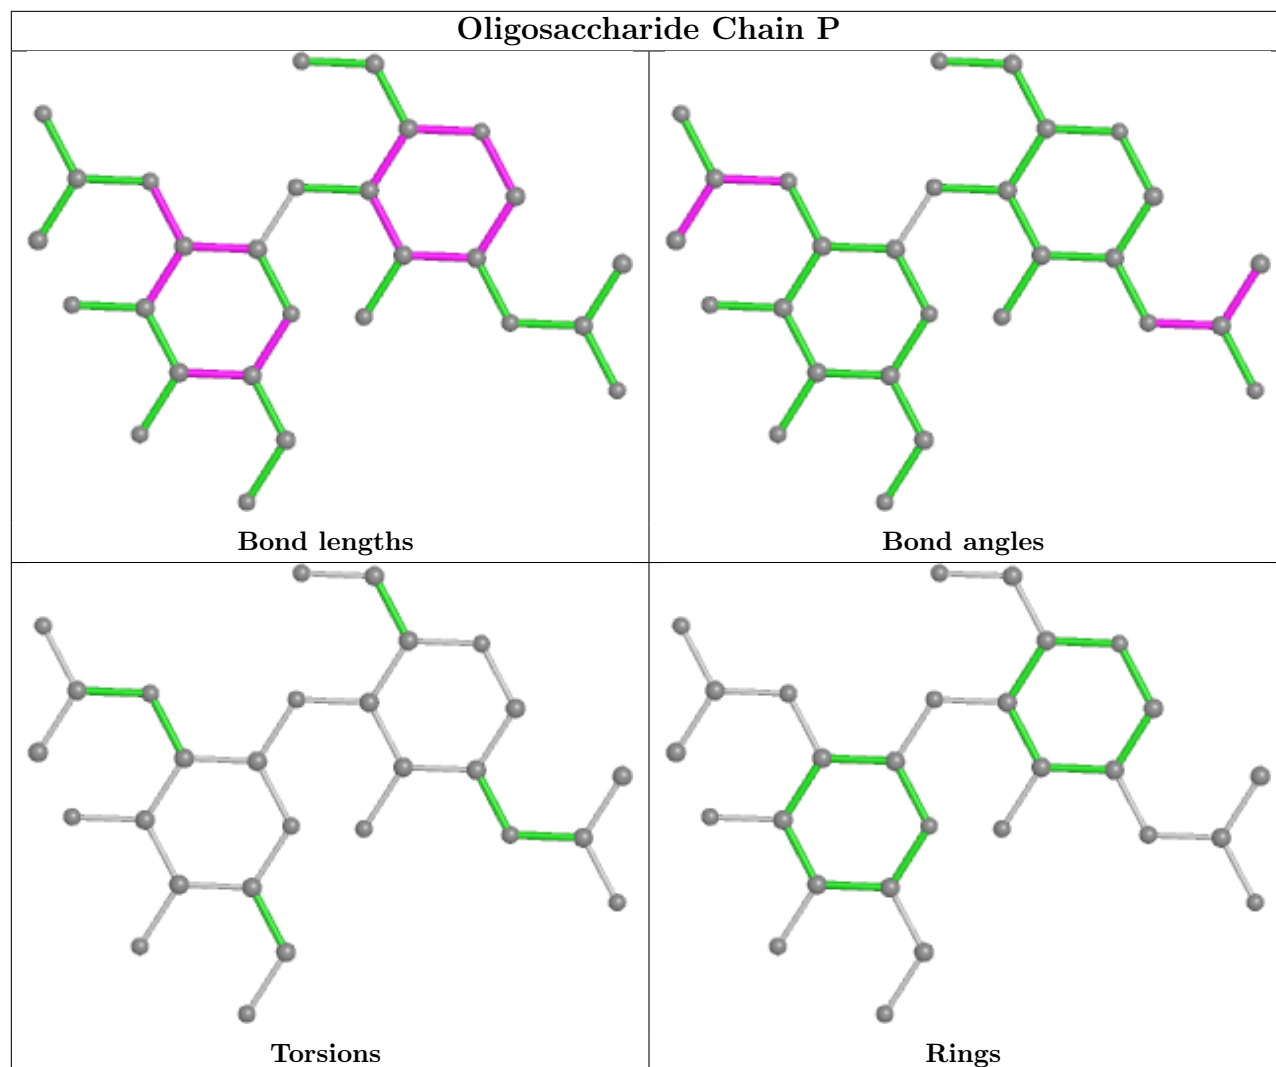 Oligosaccharide Chain P
Bond lengths
Bond angles
Torsions
Rings